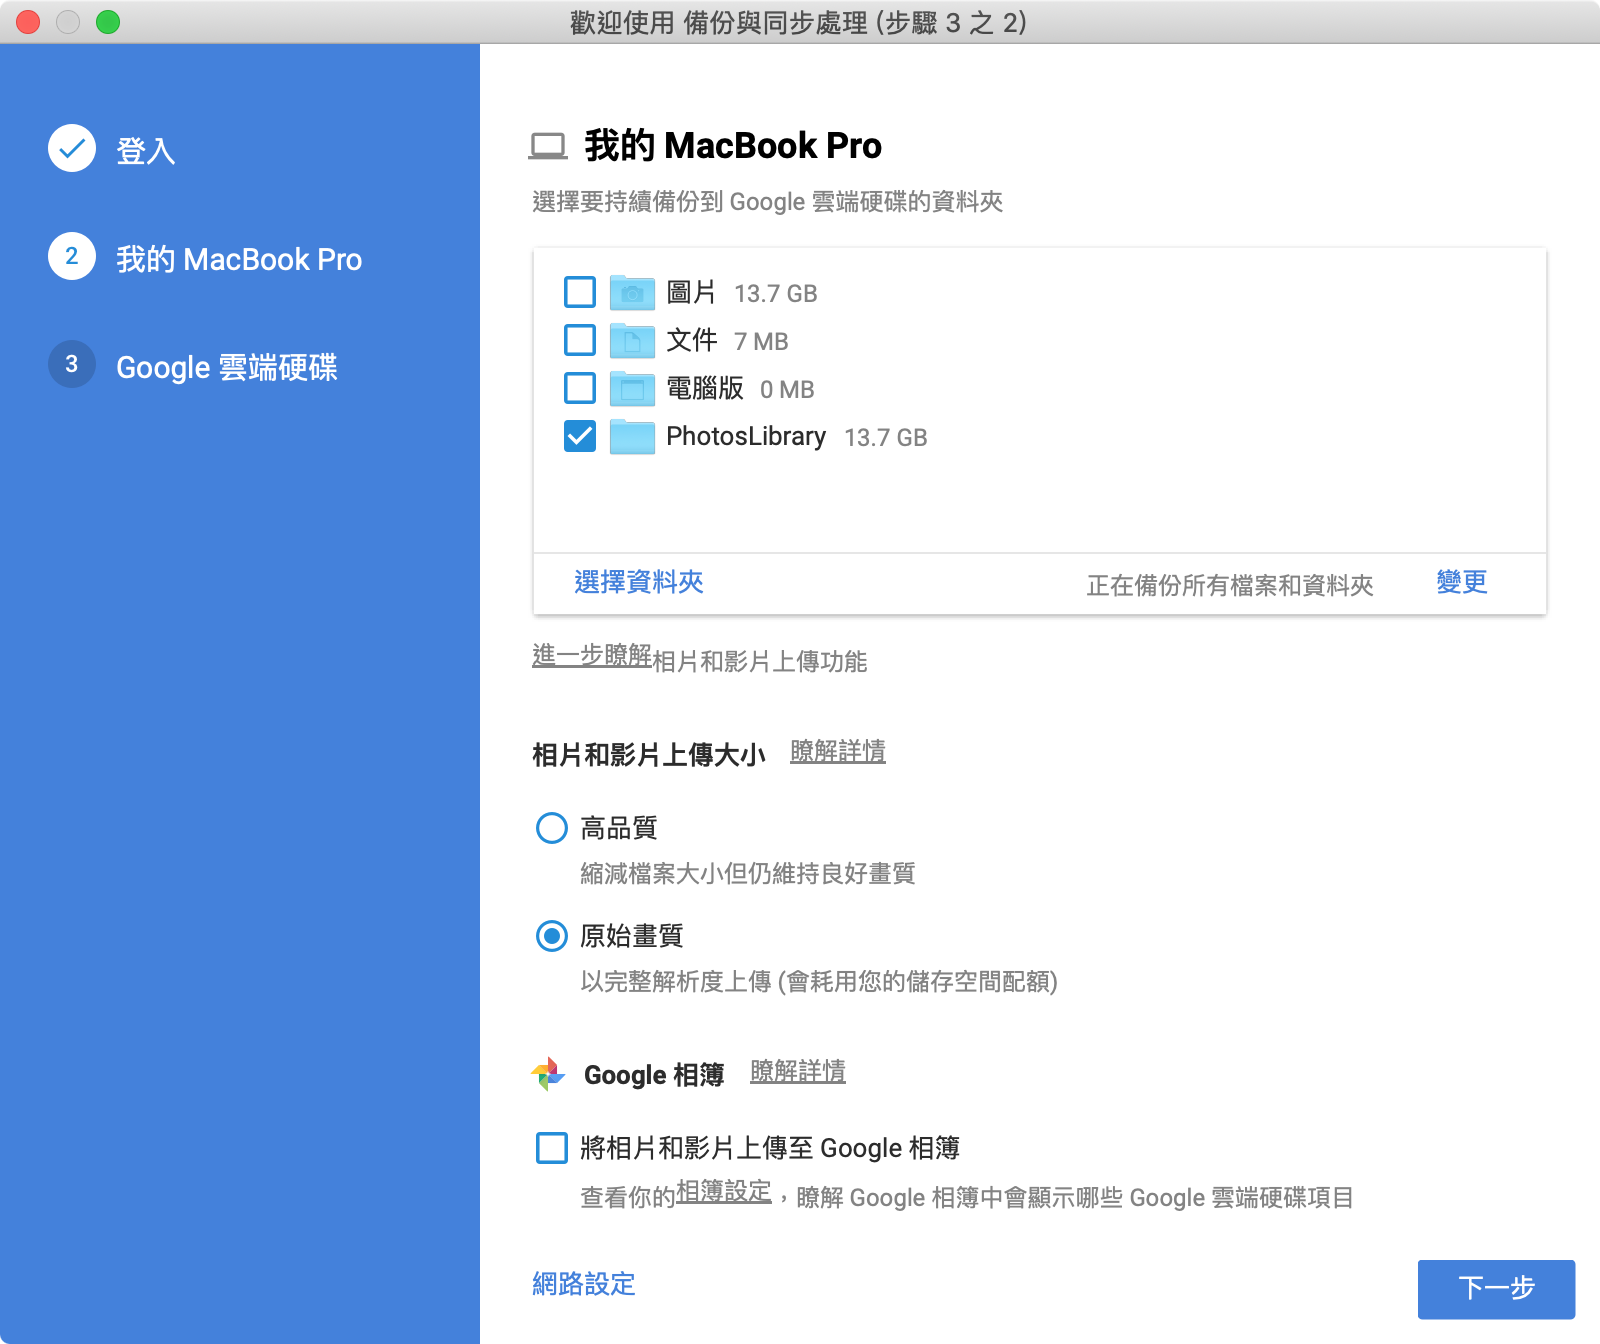 歡迎使用 備份與同步處理 (步驟 3 之 2)
登入
2 我的 MacBook Pro
3 Google 雲端硬碟
我的 MacBook Pro
選擇要持續備份到 Google 雲端硬碟的資料夾
圖片 13.7 GB
文件 7 MB
電腦版 0 MB
PhotosLibrary 13.7 GB
選擇資料夾 正在備份所有檔案和資料夾 變更
進一步瞭解相片和影片上傳功能
相片和影片上傳大小 瞭解詳情
高品質
縮減檔案大小但仍維持良好畫質
原始畫質
以完整解析度上傳 (會耗用您的儲存空間配額)
Google 相簿 瞭解詳情
將相片和影片上傳至 Google 相簿
查看你的相簿設定，瞭解 Google 相簿中會顯示哪些 Google 雲端硬碟項目
網路設定
下一步